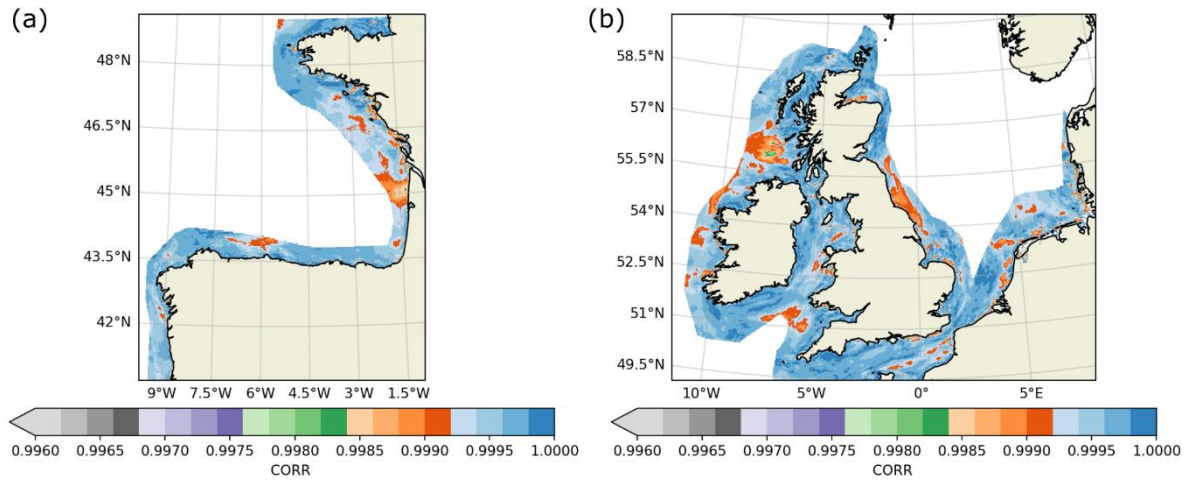 (a)
48°N
46.5°N
45°N
43.5°N
42°N
9°W 7.5°W 6°W 4.5°W 3°W 1.5°W
0.9960 0.9965 0.9970 0.9975 0.9980 0.9985 0.9990 0.9995 1.0000
CORR
(b)
58.5°N
57°N
55.5°N
54°N
52.5°N
51°N
49.5°N
10°W 5°W 0° 5°E
0.9960 0.9965 0.9970 0.9975 0.9980 0.9985 0.9990 0.9995 1.0000
CORR